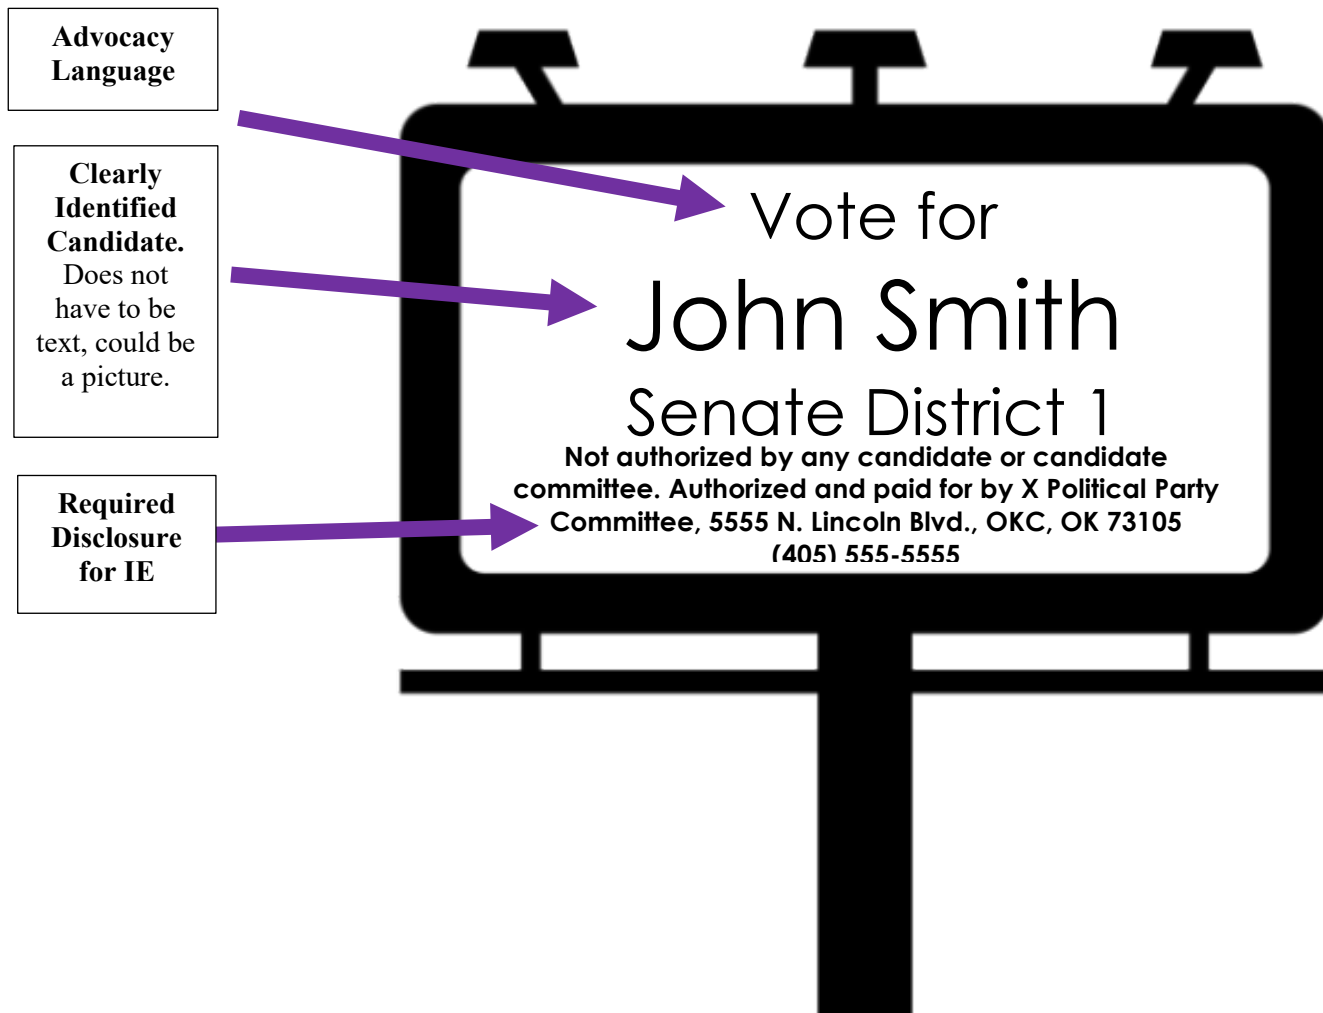 Advocacy
Language
Clearly
Identified
Candidate.
Does not
have to be
text, could be
a picture.
Required
Disclosure
for IE
Vote for
John Smith
Senate District 1
Not authorized by any candidate or candidate
committee. Authorized and paid for by X Political Party
Committee, 5555 N. Lincoln Blvd., OKC, OK 73105
(405) 555-5555